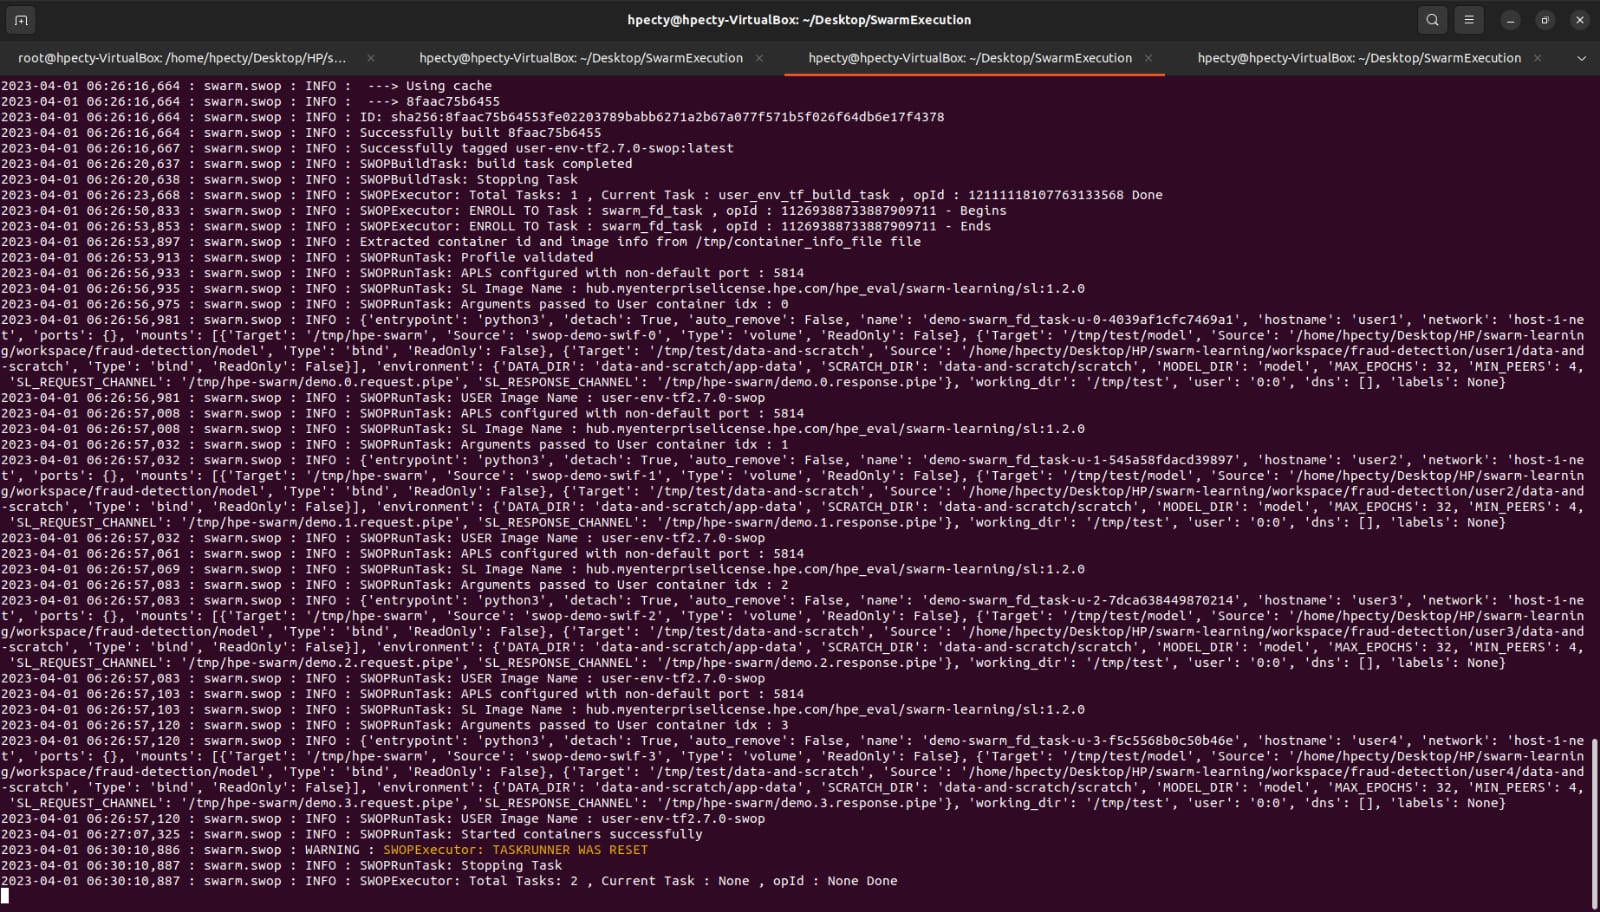 hpecty@hpecty-VirtualBox: ~/Desktop/SwarmExecution
root@hpecty-VirtualBox: /home/hpecty/Desktop/HP/s...
hpecty@hpecty-VirtualBox: ~/Desktop/SwarmExecution
hpecty@hpecty-VirtualBox: ~/Desktop/SwarmExecution
hpecty@hpecty-VirtualBox: ~/Desktop/SwarmExecution
2023-04-01 06:26:16,664 : swarm.swop : INFO :  ---> Using cache
2023-04-01 06:26:16,664 : swarm.swop : INFO :  ---> 8faac75b6455
2023-04-01 06:26:16,664 : swarm.swop : INFO : ID: sha256:8faac75b64553fe02203789babb6271a2b67a077f571b5f026f64db6e17f4378
2023-04-01 06:26:16,664 : swarm.swop : INFO : Successfully built 8faac75b6455
2023-04-01 06:26:16,667 : swarm.swop : INFO : Successfully tagged user-env-tf2.7.0-swop:latest
2023-04-01 06:26:20,637 : swarm.swop : INFO : SWOPBuildTask: build task completed
2023-04-01 06:26:20,638 : swarm.swop : INFO : SWOPBuildTask: Stopping Task
2023-04-01 06:26:23,668 : swarm.swop : INFO : SWOPExecutor: Total Tasks: 1 , Current Task : user_env_tf_build_task , opId : 12111118107763133568 Done
2023-04-01 06:26:50,833 : swarm.swop : INFO : SWOPExecutor: ENROLL TO Task : swarm_fd_task , opId : 11269388733887909711 - Begins
2023-04-01 06:26:53,853 : swarm.swop : INFO : SWOPExecutor: ENROLL TO Task : swarm_fd_task , opId : 11269388733887909711 - Ends
2023-04-01 06:26:53,897 : swarm.swop : INFO : Extracted container id and image info from /tmp/container_info_file file
2023-04-01 06:26:53,913 : swarm.swop : INFO : SWOPRunTask: Profile validated
2023-04-01 06:26:56,933 : swarm.swop : INFO : SWOPRunTask: APLS configured with non-default port : 5814
2023-04-01 06:26:56,935 : swarm.swop : INFO : SWOPRunTask: SL Image Name : hub.myenterpriselicense.hpe.com/hpe_eval/swarm-learning/sl:1.2.0
2023-04-01 06:26:56,975 : swarm.swop : INFO : SWOPRunTask: Arguments passed to User container idx : 0
2023-04-01 06:26:56,981 : swarm.swop : INFO : {'entrypoint': 'python3', 'detach': True, 'auto_remove': False, 'name': 'demo-swarm_fd_task-u-0-4039af1cfc7469a1', 'hostname': 'user1', 'network': 'host-1-ne
t', 'ports': {}, 'mounts': [{'Target': '/tmp/hpe-swarm', 'Source': 'swop-demo-swif-0', 'Type': 'volume', 'ReadOnly': False}, {'Target': '/tmp/test/model', 'Source': '/home/hpecty/Desktop/HP/swarm-learnin
g/workspace/fraud-detection/model', 'Type': 'bind', 'ReadOnly': False}, {'Target': '/tmp/test/data-and-scratch', 'Source': '/home/hpecty/Desktop/HP/swarm-learning/workspace/fraud-detection/user1/data-and
-scratch', 'Type': 'bind', 'ReadOnly': False}], 'environment': {'DATA_DIR': 'data-and-scratch/app-data', 'SCRATCH_DIR': 'data-and-scratch/scratch', 'MODEL_DIR': 'model', 'MAX_EPOCHS': 32, 'MIN_PEERS': 4,
 'SL_REQUEST_CHANNEL': '/tmp/hpe-swarm/demo.0.request.pipe', 'SL_RESPONSE_CHANNEL': '/tmp/hpe-swarm/demo.0.response.pipe'}, 'working_dir': '/tmp/test', 'user': '0:0', 'dns': [], 'labels': None}
2023-04-01 06:26:56,981 : swarm.swop : INFO : SWOPRunTask: USER Image Name : user-env-tf2.7.0-swop
2023-04-01 06:26:57,008 : swarm.swop : INFO : SWOPRunTask: APLS configured with non-default port : 5814
2023-04-01 06:26:57,008 : swarm.swop : INFO : SWOPRunTask: SL Image Name : hub.myenterpriselicense.hpe.com/hpe_eval/swarm-learning/sl:1.2.0
2023-04-01 06:26:57,032 : swarm.swop : INFO : SWOPRunTask: Arguments passed to User container idx : 1
2023-04-01 06:26:57,032 : swarm.swop : INFO : {'entrypoint': 'python3', 'detach': True, 'auto_remove': False, 'name': 'demo-swarm_fd_task-u-1-545a58fdacd39897', 'hostname': 'user2', 'network': 'host-1-ne
t', 'ports': {}, 'mounts': [{'Target': '/tmp/hpe-swarm', 'Source': 'swop-demo-swif-1', 'Type': 'volume', 'ReadOnly': False}, {'Target': '/tmp/test/model', 'Source': '/home/hpecty/Desktop/HP/swarm-learnin
g/workspace/fraud-detection/model', 'Type': 'bind', 'ReadOnly': False}, {'Target': '/tmp/test/data-and-scratch', 'Source': '/home/hpecty/Desktop/HP/swarm-learning/workspace/fraud-detection/user2/data-and
-scratch', 'Type': 'bind', 'ReadOnly': False}], 'environment': {'DATA_DIR': 'data-and-scratch/app-data', 'SCRATCH_DIR': 'data-and-scratch/scratch', 'MODEL_DIR': 'model', 'MAX_EPOCHS': 32, 'MIN_PEERS': 4,
 'SL_REQUEST_CHANNEL': '/tmp/hpe-swarm/demo.1.request.pipe', 'SL_RESPONSE_CHANNEL': '/tmp/hpe-swarm/demo.1.response.pipe'}, 'working_dir': '/tmp/test', 'user': '0:0', 'dns': [], 'labels': None}
2023-04-01 06:26:57,032 : swarm.swop : INFO : SWOPRunTask: USER Image Name : user-env-tf2.7.0-swop
2023-04-01 06:26:57,061 : swarm.swop : INFO : SWOPRunTask: APLS configured with non-default port : 5814
2023-04-01 06:26:57,069 : swarm.swop : INFO : SWOPRunTask: SL Image Name : hub.myenterpriselicense.hpe.com/hpe_eval/swarm-learning/sl:1.2.0
2023-04-01 06:26:57,083 : swarm.swop : INFO : SWOPRunTask: Arguments passed to User container idx : 2
2023-04-01 06:26:57,083 : swarm.swop : INFO : {'entrypoint': 'python3', 'detach': True, 'auto_remove': False, 'name': 'demo-swarm_fd_task-u-2-7dca638449870214', 'hostname': 'user3', 'network': 'host-1-ne
t', 'ports': {}, 'mounts': [{'Target': '/tmp/hpe-swarm', 'Source': 'swop-demo-swif-2', 'Type': 'volume', 'ReadOnly': False}, {'Target': '/tmp/test/model', 'Source': '/home/hpecty/Desktop/HP/swarm-learnin
g/workspace/fraud-detection/model', 'Type': 'bind', 'ReadOnly': False}, {'Target': '/tmp/test/data-and-scratch', 'Source': '/home/hpecty/Desktop/HP/swarm-learning/workspace/fraud-detection/user3/data-and
-scratch', 'Type': 'bind', 'ReadOnly': False}], 'environment': {'DATA_DIR': 'data-and-scratch/app-data', 'SCRATCH_DIR': 'data-and-scratch/scratch', 'MODEL_DIR': 'model', 'MAX_EPOCHS': 32, 'MIN_PEERS': 4,
 'SL_REQUEST_CHANNEL': '/tmp/hpe-swarm/demo.2.request.pipe', 'SL_RESPONSE_CHANNEL': '/tmp/hpe-swarm/demo.2.response.pipe'}, 'working_dir': '/tmp/test', 'user': '0:0', 'dns': [], 'labels': None}
2023-04-01 06:26:57,083 : swarm.swop : INFO : SWOPRunTask: USER Image Name : user-env-tf2.7.0-swop
2023-04-01 06:26:57,103 : swarm.swop : INFO : SWOPRunTask: APLS configured with non-default port : 5814
2023-04-01 06:26:57,103 : swarm.swop : INFO : SWOPRunTask: SL Image Name : hub.myenterpriselicense.hpe.com/hpe_eval/swarm-learning/sl:1.2.0
2023-04-01 06:26:57,120 : swarm.swop : INFO : SWOPRunTask: Arguments passed to User container idx : 3
2023-04-01 06:26:57,120 : swarm.swop : INFO : {'entrypoint': 'python3', 'detach': True, 'auto_remove': False, 'name': 'demo-swarm_fd_task-u-3-f5c5568b0c50b46e', 'hostname': 'user4', 'network': 'host-1-ne
t', 'ports': {}, 'mounts': [{'Target': '/tmp/hpe-swarm', 'Source': 'swop-demo-swif-3', 'Type': 'volume', 'ReadOnly': False}, {'Target': '/tmp/test/model', 'Source': '/home/hpecty/Desktop/HP/swarm-learnin
g/workspace/fraud-detection/model', 'Type': 'bind', 'ReadOnly': False}, {'Target': '/tmp/test/data-and-scratch', 'Source': '/home/hpecty/Desktop/HP/swarm-learning/workspace/fraud-detection/user4/data-and
-scratch', 'Type': 'bind', 'ReadOnly': False}], 'environment': {'DATA_DIR': 'data-and-scratch/app-data', 'SCRATCH_DIR': 'data-and-scratch/scratch', 'MODEL_DIR': 'model', 'MAX_EPOCHS': 32, 'MIN_PEERS': 4,
 'SL_REQUEST_CHANNEL': '/tmp/hpe-swarm/demo.3.request.pipe', 'SL_RESPONSE_CHANNEL': '/tmp/hpe-swarm/demo.3.response.pipe'}, 'working_dir': '/tmp/test', 'user': '0:0', 'dns': [], 'labels': None}
2023-04-01 06:26:57,120 : swarm.swop : INFO : SWOPRunTask: USER Image Name : user-env-tf2.7.0-swop
2023-04-01 06:27:07,325 : swarm.swop : INFO : SWOPRunTask: Started containers successfully
2023-04-01 06:30:10,886 : swarm.swop : WARNING : SWOPExecutor: TASKRUNNER WAS RESET
2023-04-01 06:30:10,887 : swarm.swop : INFO : SWOPRunTask: Stopping Task
2023-04-01 06:30:10,887 : swarm.swop : INFO : SWOPExecutor: Total Tasks: 2 , Current Task : None , opId : None Done